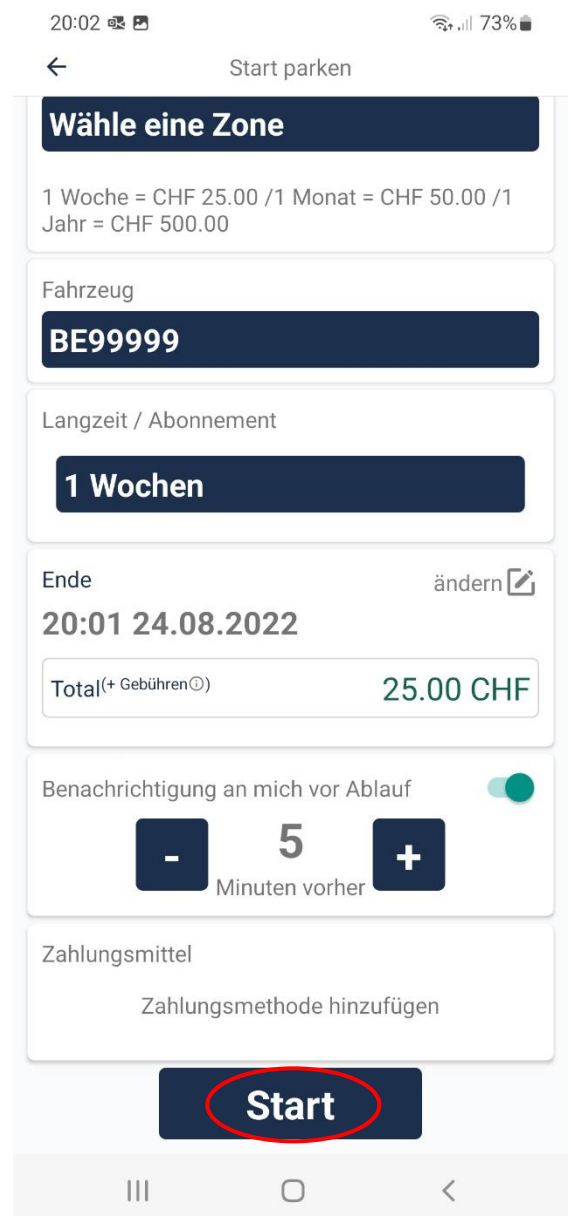 20:02 73%
Start parken
Wähle eine Zone
1 Woche = CHF 25.00 /1 Monat = CHF 50.00 /1
Jahr = CHF 500.00
Fahrzeug
BE99999
Langzeit / Abonnement
1 Wochen
Ende ändern
20:01 24.08.2022
Total(+ Gebühren ⓘ) 25.00 CHF
Benachrichtigung an mich vor Ablauf
- 5 +
Minuten vorher
Zahlungsmittel
Zahlungsmethode hinzufügen
Start